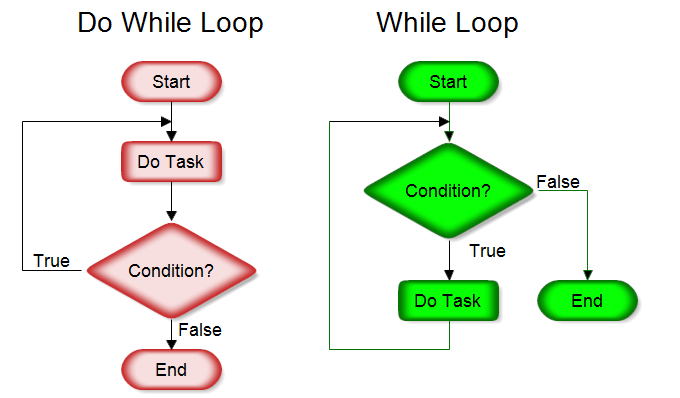 Do While Loop
Start
Do Task
Condition?
True
False
End
While Loop
Start
Condition?
False
True
Do Task
End